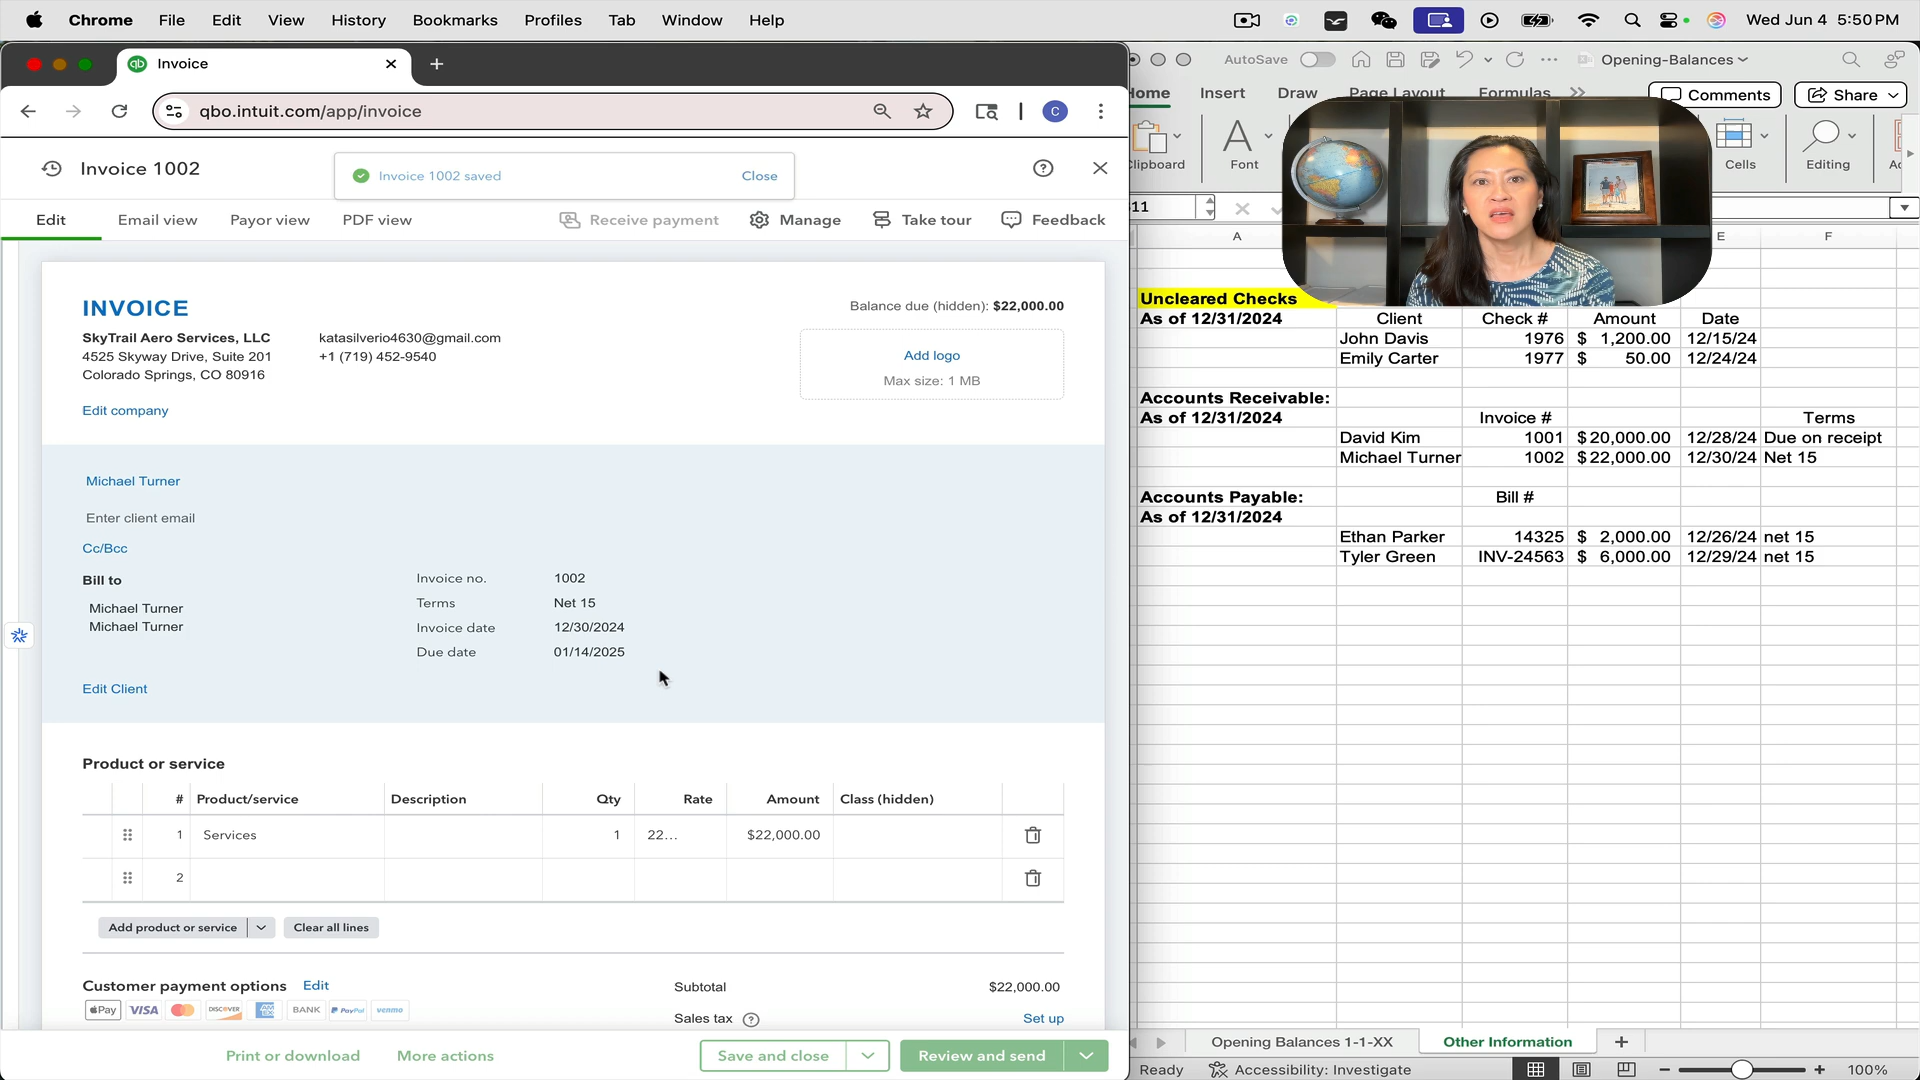 Chrome File Edit View History Bookmarks Profiles Tab Window Help Wed Jun 4 5:50 PM
Invoice
qbo.intuit.com/app/invoice
C
Invoice 1002
Invoice 1002 saved Close
Edit Email view Payor view PDF view Receive payment Manage Take tour Feedback
INVOICE
Balance due (hidden): $22,000.00
SkyTrail Aero Services, LLC katasilverio4630@gmail.com
4525 Skyway Drive, Suite 201 +1 (719) 452-9540
Colorado Springs, CO 80916
Add logo
Max size: 1 MB
Edit company
Michael Turner
Enter client email
Cc/Bcc
Bill to
Michael Turner
Michael Turner
Invoice no. 1002
Terms Net 15
Invoice date 12/30/2024
Due date 01/14/2025
Edit Client
Product or service
# Product/service Description Qty Rate Amount Class (hidden)
1 Services 1 22... $22,000.00
2
Add product or service Clear all lines
Customer payment options Edit
Pay VISA DISCOVER BANK PayPal venmo
Subtotal $22,000.00
Sales tax Set up
Print or download More actions Save and close Review and send
AutoSave Opening-Balances
Home Insert Draw Page Layout Formulas
Comments Share
Clipboard Font Cells Editing
11
A E F
Uncleared Checks
As of 12/31/2024 Client Check # Amount Date
John Davis 1976 $ 1,200.00 12/15/24
Emily Carter 1977 $ 50.00 12/24/24
Accounts Receivable:
As of 12/31/2024 Invoice # Terms
David Kim 1001 $20,000.00 12/28/24 Due on receipt
Michael Turner 1002 $22,000.00 12/30/24 Net 15
Accounts Payable: Bill #
As of 12/31/2024
Ethan Parker 14325 $ 2,000.00 12/26/24 net 15
Tyler Green INV-24563 $ 6,000.00 12/29/24 net 15
Opening Balances 1-1-XX Other Information
Ready Accessibility: Investigate 100%